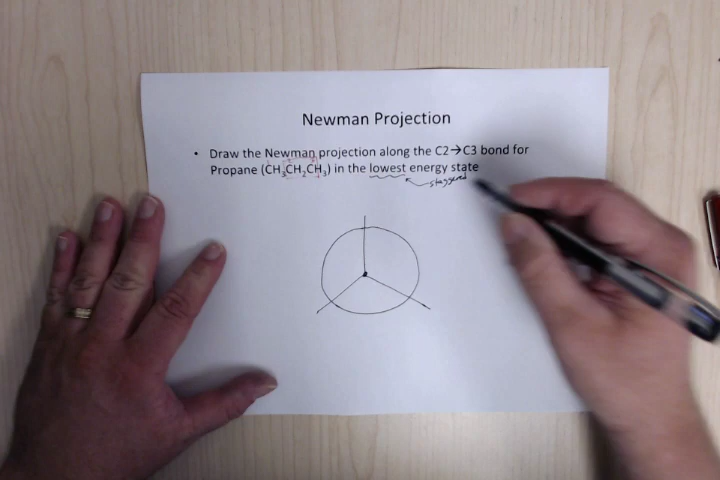 Newman Projection
• Draw the Newman projection along the C2→C3 bond for
Propane (CH₃CH₂CH₃) in the lowest energy state
staggered